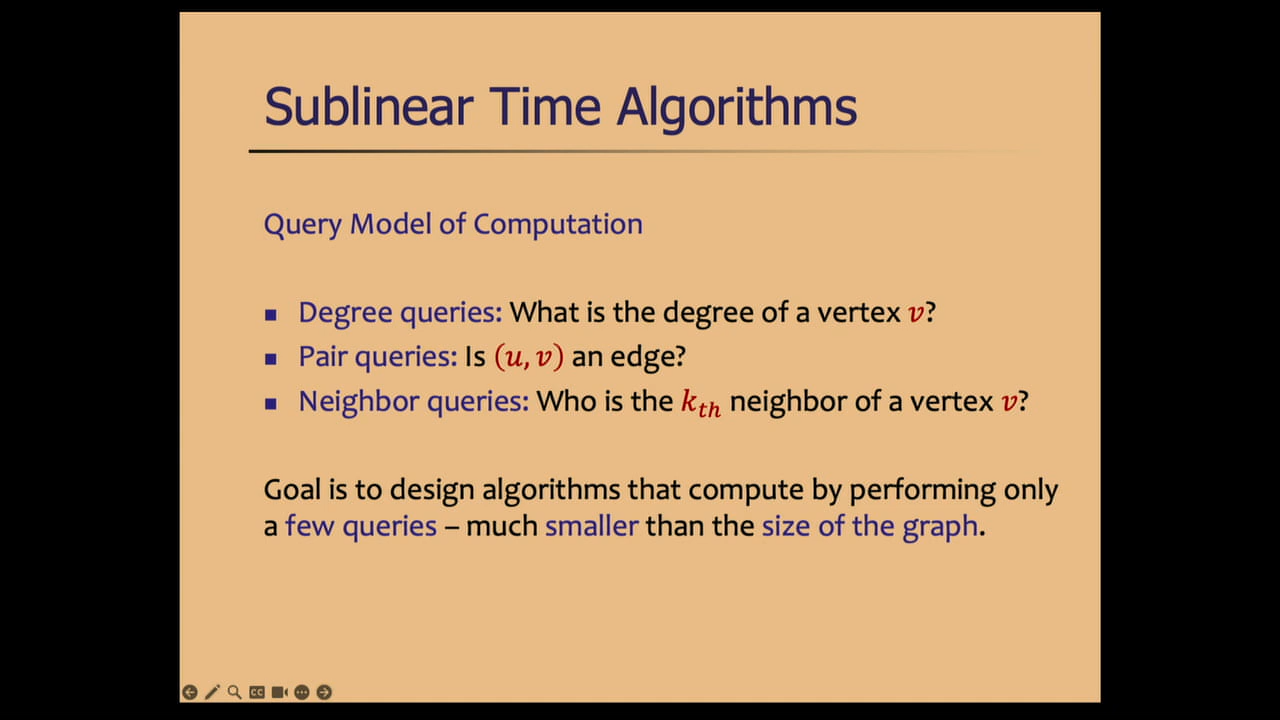 Sublinear Time Algorithms
Query Model of Computation
▪ Degree queries: What is the degree of a vertex v?
▪ Pair queries: Is (u, v) an edge?
▪ Neighbor queries: Who is the k_th neighbor of a vertex v?
Goal is to design algorithms that compute by performing only
a few queries – much smaller than the size of the graph.
CC